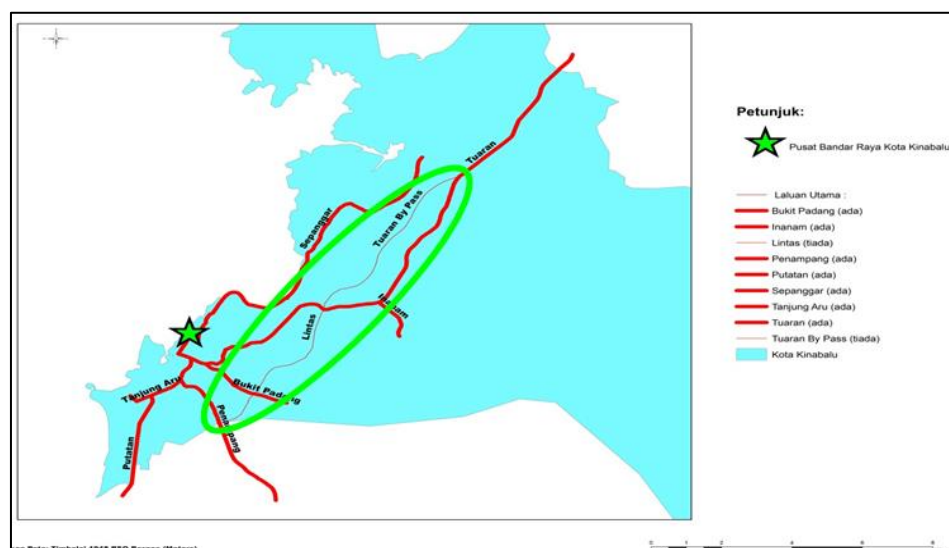 Petunjuk:
Pusat Bandar Raya Kota Kinabalu
Laluan Utama :
Bukit Padang (ada)
Inanam (ada)
Lintas (tiada)
Penampang (ada)
Putatan (ada)
Sepanggar (ada)
Tanjung Aru (ada)
Tuaran (ada)
Tuaran By Pass (tiada)
Kota Kinabalu
Tuaran
Tuaran By Pass
Sepanggar
Inanam
Lintas
Bukit Padang
Tanjung Aru
Penampang
Putatan